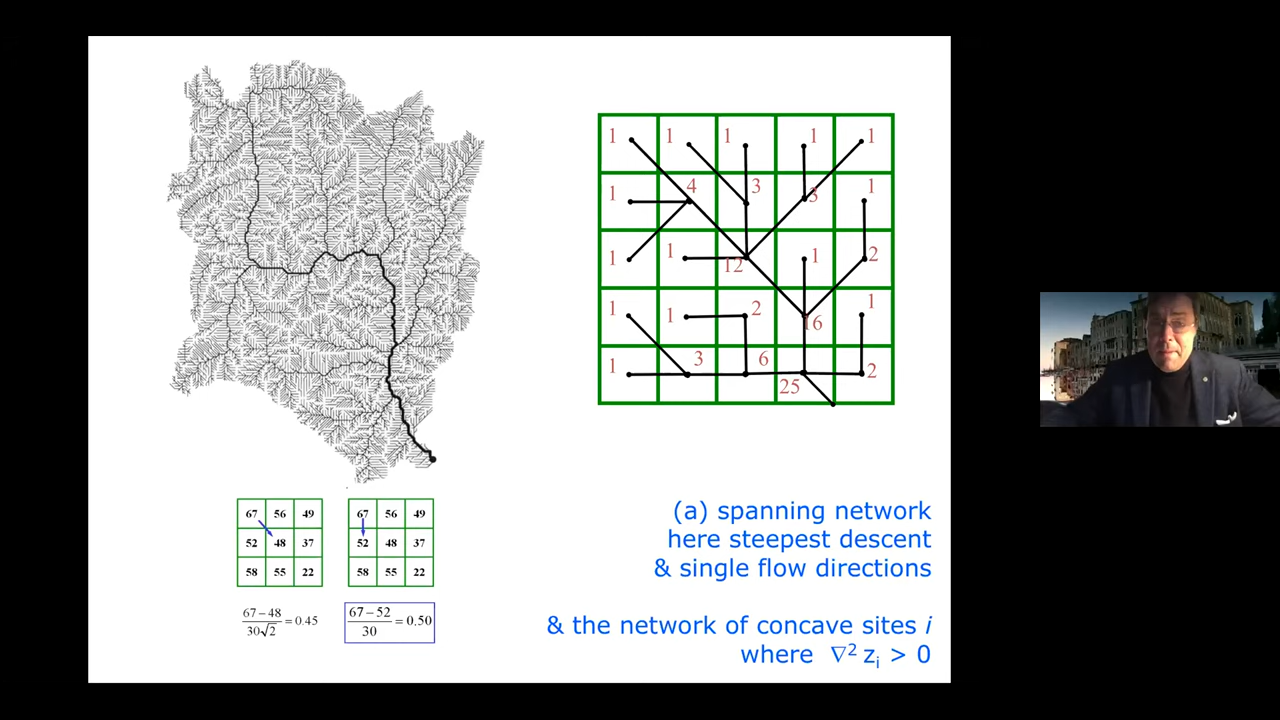 1 1 1 1 1
1 4 3 3 1
1 1 12 1 2
1 1 2 16 1
1 3 6 25 2
67 56 49
52 48 37
58 55 22
67 56 49
52 48 37
58 55 22
67 − 48 / 30√2 = 0.45
67 − 52 / 30 = 0.50
(a) spanning network
here steepest descent
& single flow directions
& the network of concave sites i
where ∇² zᵢ > 0